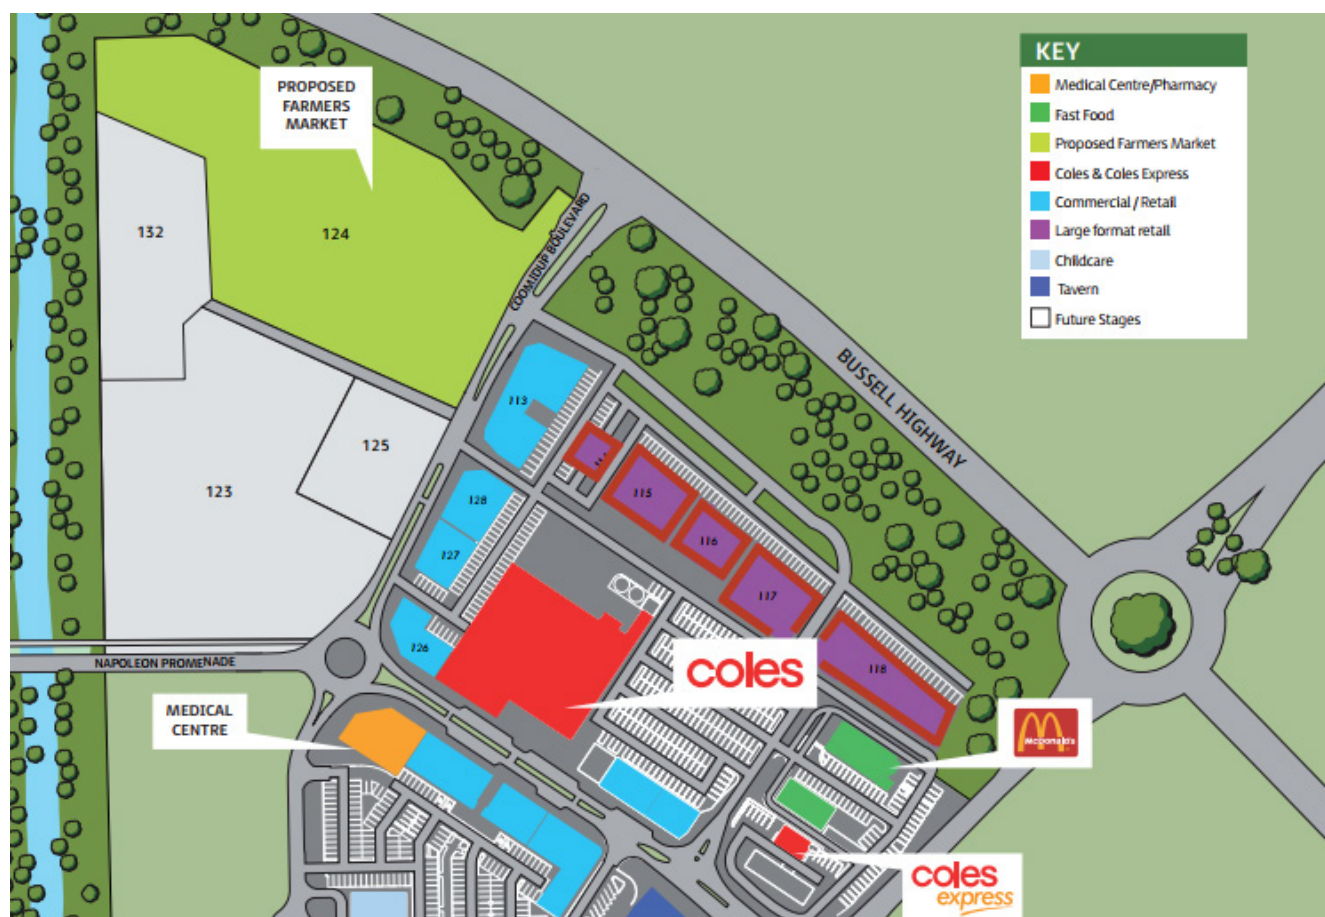 PROPOSED
FARMERS
MARKET
KEY
Medical Centre/Pharmacy
Fast Food
Proposed Farmers Market
Coles & Coles Express
Commercial / Retail
Large format retail
Childcare
Tavern
Future Stages
132
124
COOMIDUP BOULEVARD
BUSSELL HIGHWAY
113
125
123
128
115
127
116
117
126
118
NAPOLEON PROMENADE
coles
MEDICAL
CENTRE
McDonald's
coles
express